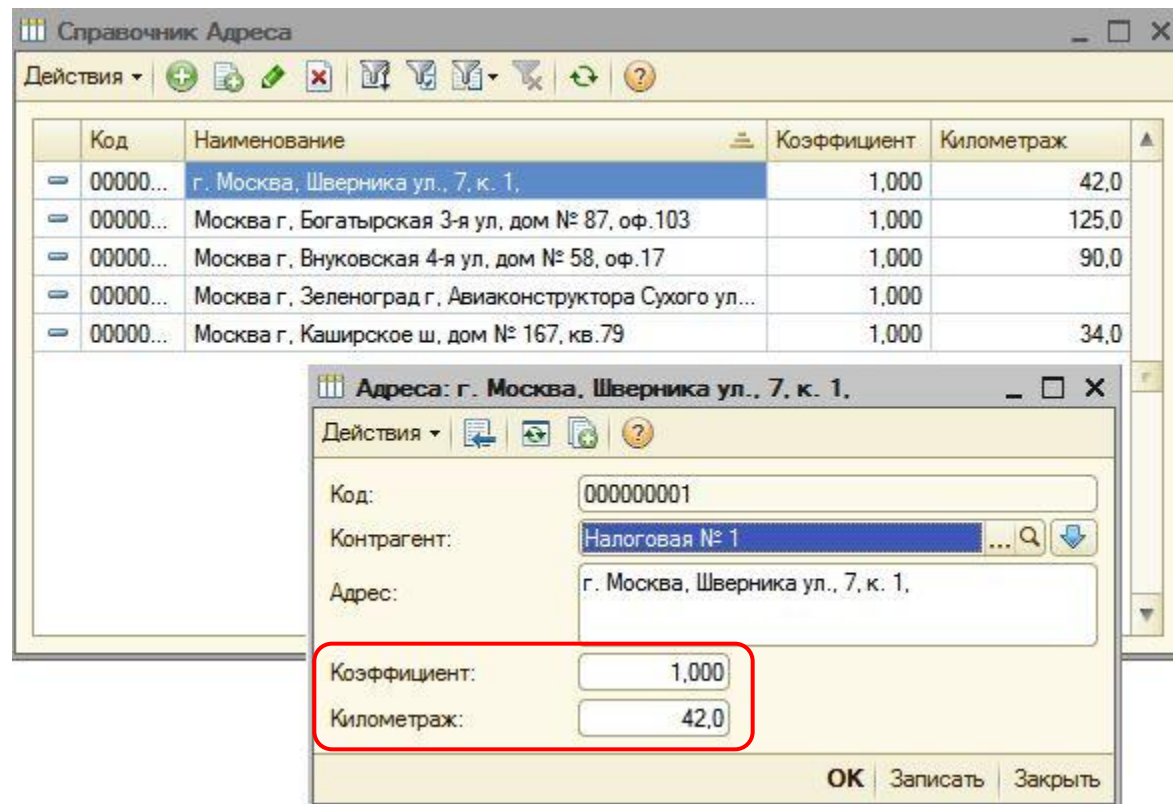 Справочник Адреса
Действия
Код Наименование Коэффициент Километраж
00000... г. Москва, Шверника ул., 7, к. 1, 1,000 42,0
00000... Москва г, Богатырская 3-я ул, дом № 87, оф.103 1,000 125,0
00000... Москва г, Внуковская 4-я ул, дом № 58, оф.17 1,000 90,0
00000... Москва г, Зеленоград г, Авиаконструктора Сухого ул... 1,000
00000... Москва г, Каширское ш, дом № 167, кв.79 1,000 34,0
Адреса: г. Москва, Шверника ул., 7, к. 1,
Действия
Код: 000000001
Контрагент: Налоговая № 1 ...
Адрес: г. Москва, Шверника ул., 7, к. 1,
Коэффициент: 1,000
Километраж: 42,0
OK Записать Закрыть